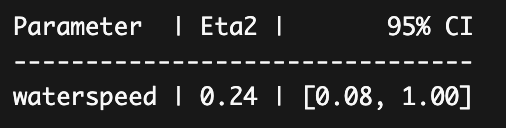 Parameter  | Eta2 |       95% CI
--------------------------------
waterspeed | 0.24 | [0.08, 1.00]